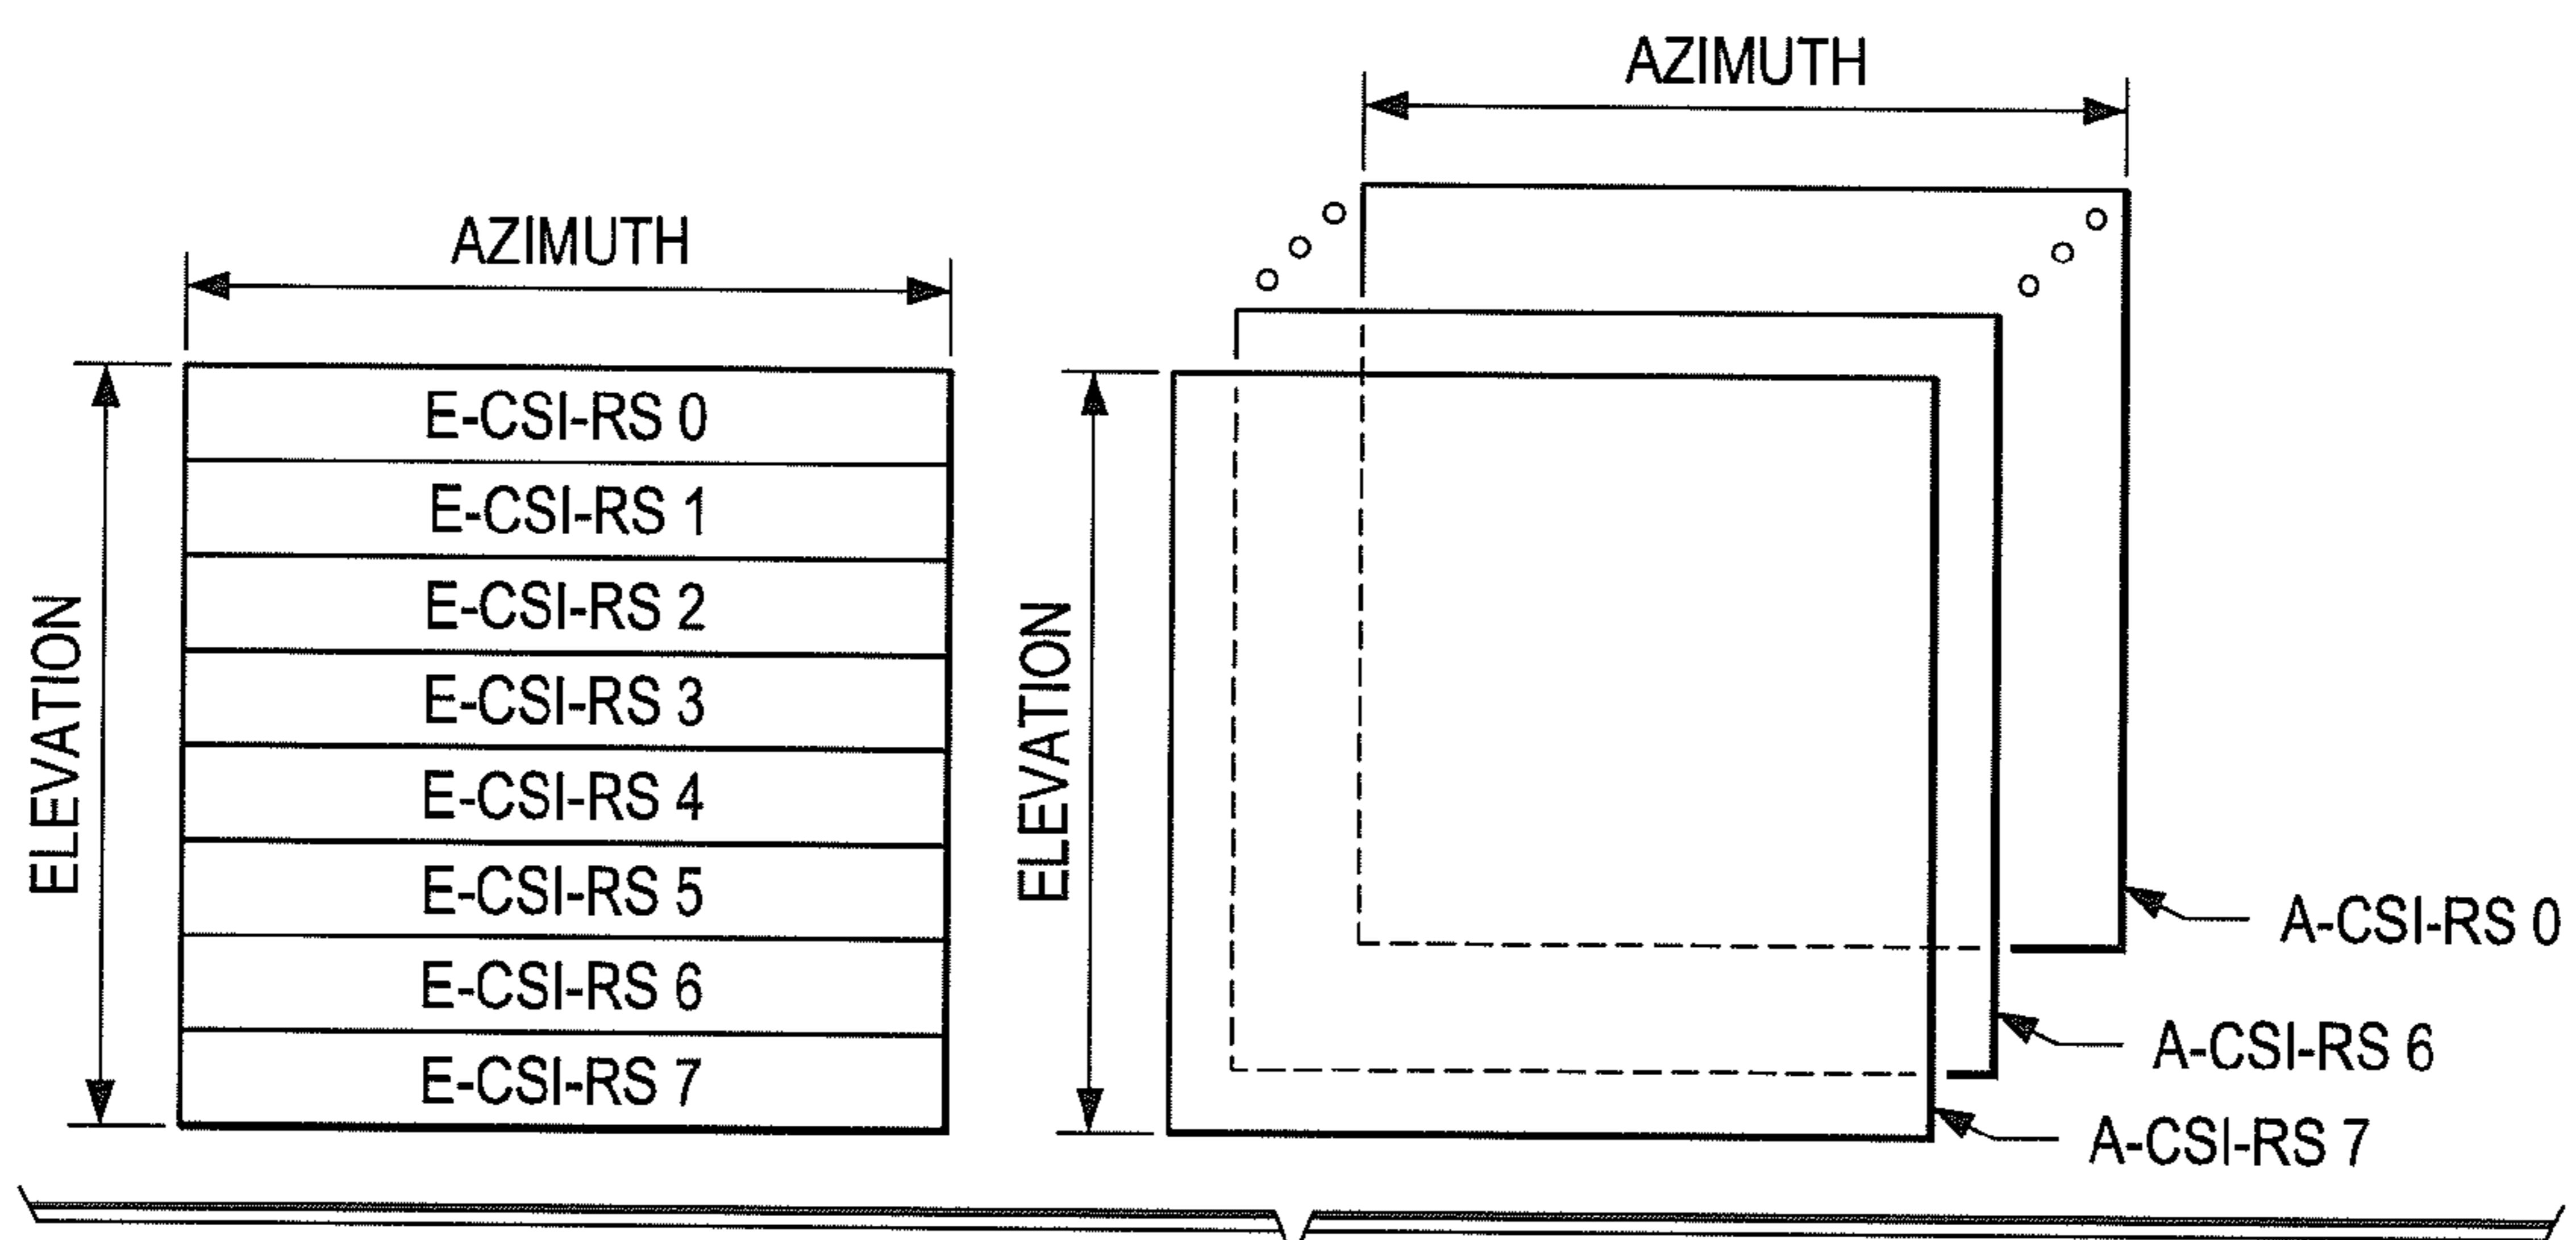 AZIMUTH
ELEVATION
E-CSI-RS 0
E-CSI-RS 1
E-CSI-RS 2
E-CSI-RS 3
E-CSI-RS 4
E-CSI-RS 5
E-CSI-RS 6
E-CSI-RS 7
AZIMUTH
ELEVATION
A-CSI-RS 0
A-CSI-RS 6
A-CSI-RS 7